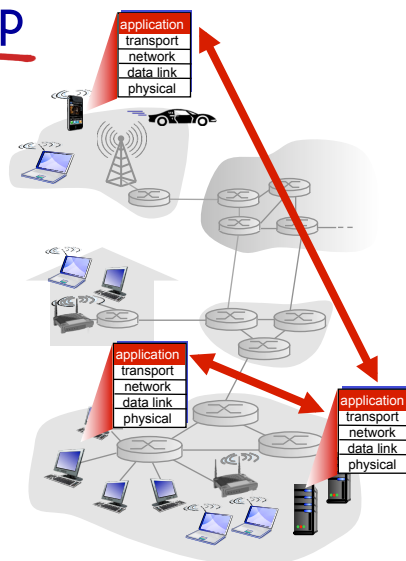 p
application
transport
network
data link
physical
application
transport
network
data link
physical
application
transport
network
data link
physical